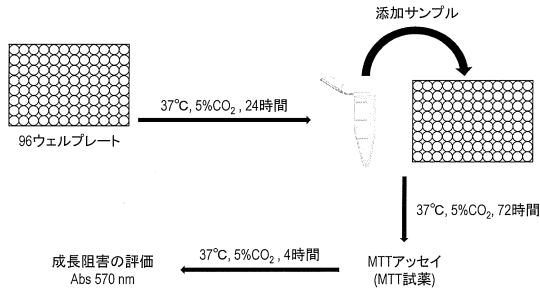 添加サンプル
37℃, 5%CO₂ , 24時間
96ウェルプレート
37℃, 5%CO₂, 72時間
MTTアッセイ
(MTT試薬)
37℃, 5%CO₂ , 4時間
成長阻害の評価
Abs 570 nm